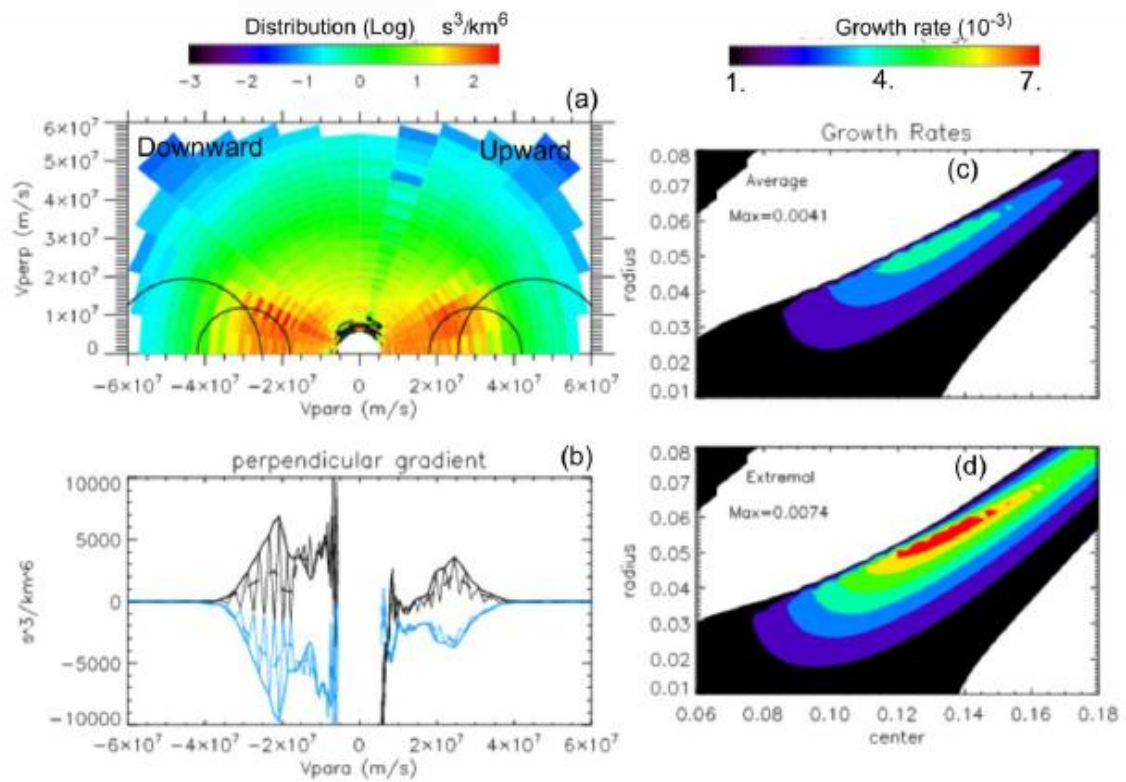 Distribution (Log) s^3/km^6
-3 -2 -1 0 1 2
(a)
6×10^7
5×10^7
4×10^7
3×10^7
2×10^7
1×10^7
0
Vperp (m/s)
Downward
Upward
-6×10^7 -4×10^7 -2×10^7 0 2×10^7 4×10^7 6×10^7
Vpara (m/s)
perpendicular gradient
(b)
10000
5000
0
-5000
-10000
s^3/km^6
-6×10^7 -4×10^7 -2×10^7 0 2×10^7 4×10^7 6×10^7
Vpara (m/s)
Growth rate (10^-3)
1. 4. 7.
Growth Rates
(c)
0.08
0.07
0.06
0.05
0.04
0.03
0.02
0.01
radius
Average
Max=0.0041
(d)
0.08
0.07
0.06
0.05
0.04
0.03
0.02
0.01
radius
Extremal
Max=0.0074
0.06 0.08 0.10 0.12 0.14 0.16 0.18
center